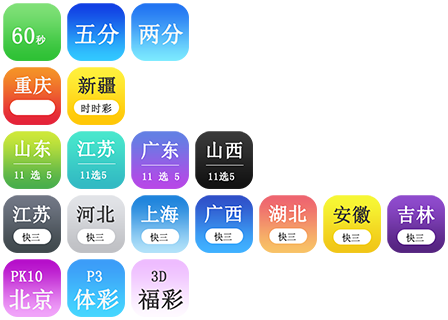 60秒 五分 两分
重庆 新疆
时时彩
山东 江苏 广东 山西
11 选 5 11选5 11 选 5 11选5
江苏 河北 上海 广西 湖北 安徽 吉林
快三 快三 快三 快三 快三 快三 快三
PK10 P3 3D
北京 体彩 福彩